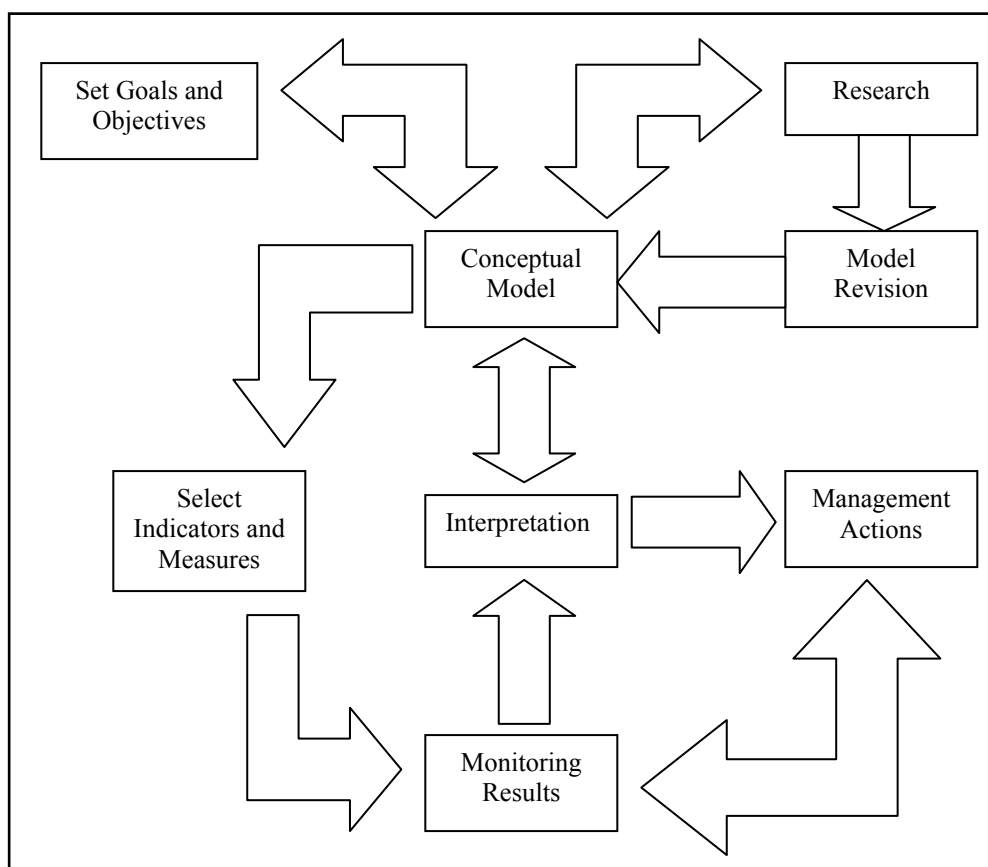 Set Goals and
Objectives
Research
Conceptual
Model
Model
Revision
Select
Indicators and
Measures
Interpretation
Management
Actions
Monitoring
Results